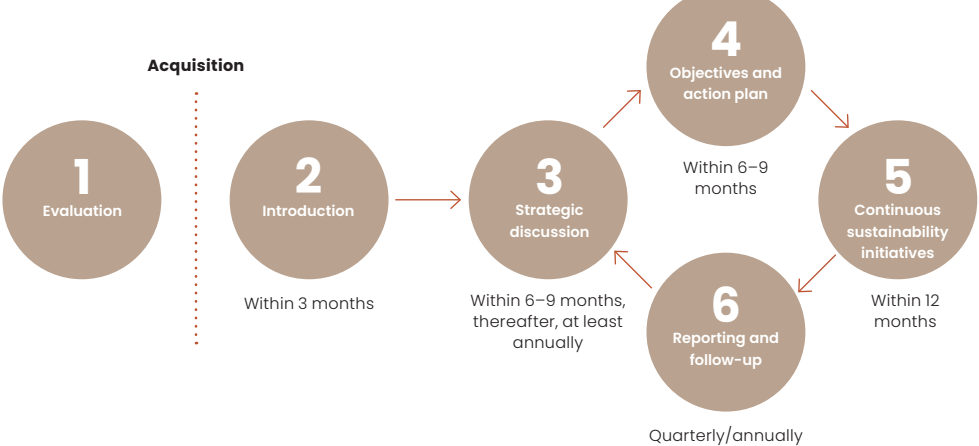 Acquisition
1
Evaluation
2
Introduction
Within 3 months
3
Strategic
discussion
Within 6–9 months,
thereafter, at least
annually
4
Objectives and
action plan
Within 6–9
months
5
Continuous
sustainability
initiatives
Within 12
months
6
Reporting and
follow-up
Quarterly/annually